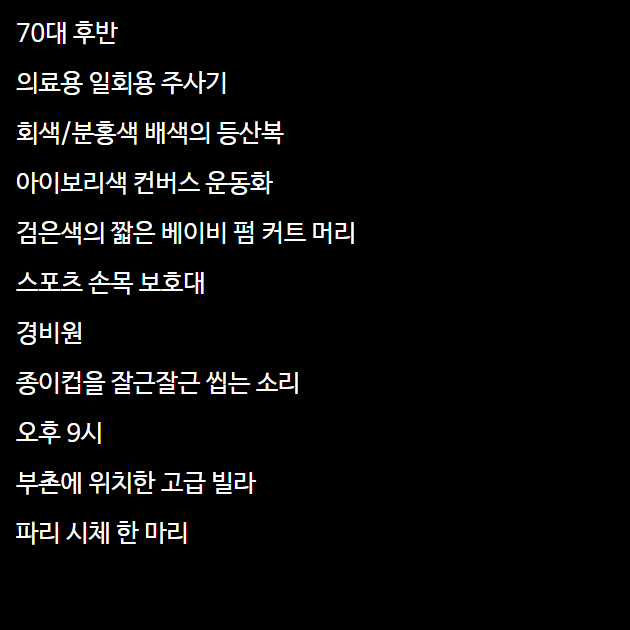 70대 후반
의료용 일회용 주사기
회색/분홍색 배색의 등산복
아이보리색 컨버스 운동화
검은색의 짧은 베이비 펌 커트 머리
스포츠 손목 보호대
경비원
종이컵을 잘근잘근 씹는 소리
오후 9시
부촌에 위치한 고급 빌라
파리 시체 한 마리